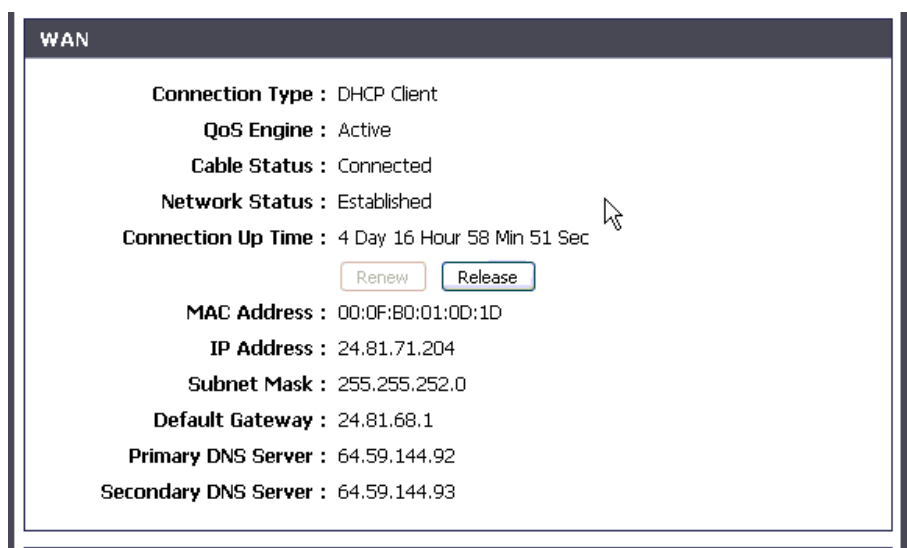 WAN
Connection Type : DHCP Client
QoS Engine : Active
Cable Status : Connected
Network Status : Established
Connection Up Time : 4 Day 16 Hour 58 Min 51 Sec
Renew Release
MAC Address : 00:0F:B0:01:0D:1D
IP Address : 24.81.71.204
Subnet Mask : 255.255.252.0
Default Gateway : 24.81.68.1
Primary DNS Server : 64.59.144.92
Secondary DNS Server : 64.59.144.93